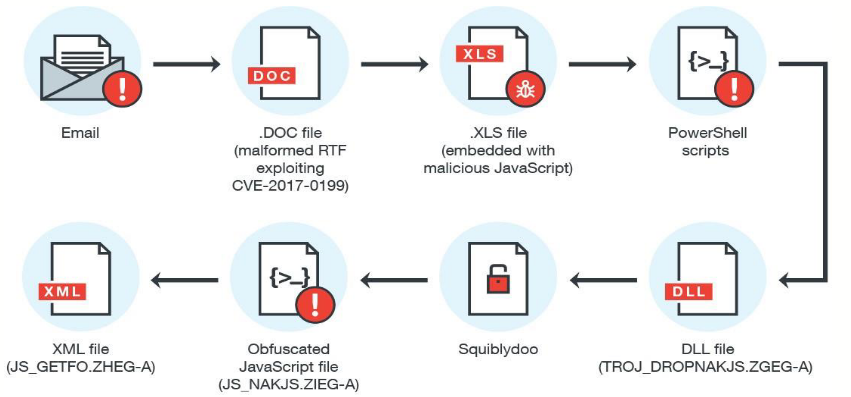 DOC
XLS
{>_}
Email
.DOC file
(malformed RTF
exploiting
CVE-2017-0199)
.XLS file
(embedded with
malicious JavaScript)
PowerShell
scripts
XML
{>_}
DLL
XML file
(JS_GETFO.ZHEG-A)
Obfuscated
JavaScript file
(JS_NAKJS.ZIEG-A)
Squiblydoo
DLL file
(TROJ_DROPNAKJS.ZGEG-A)